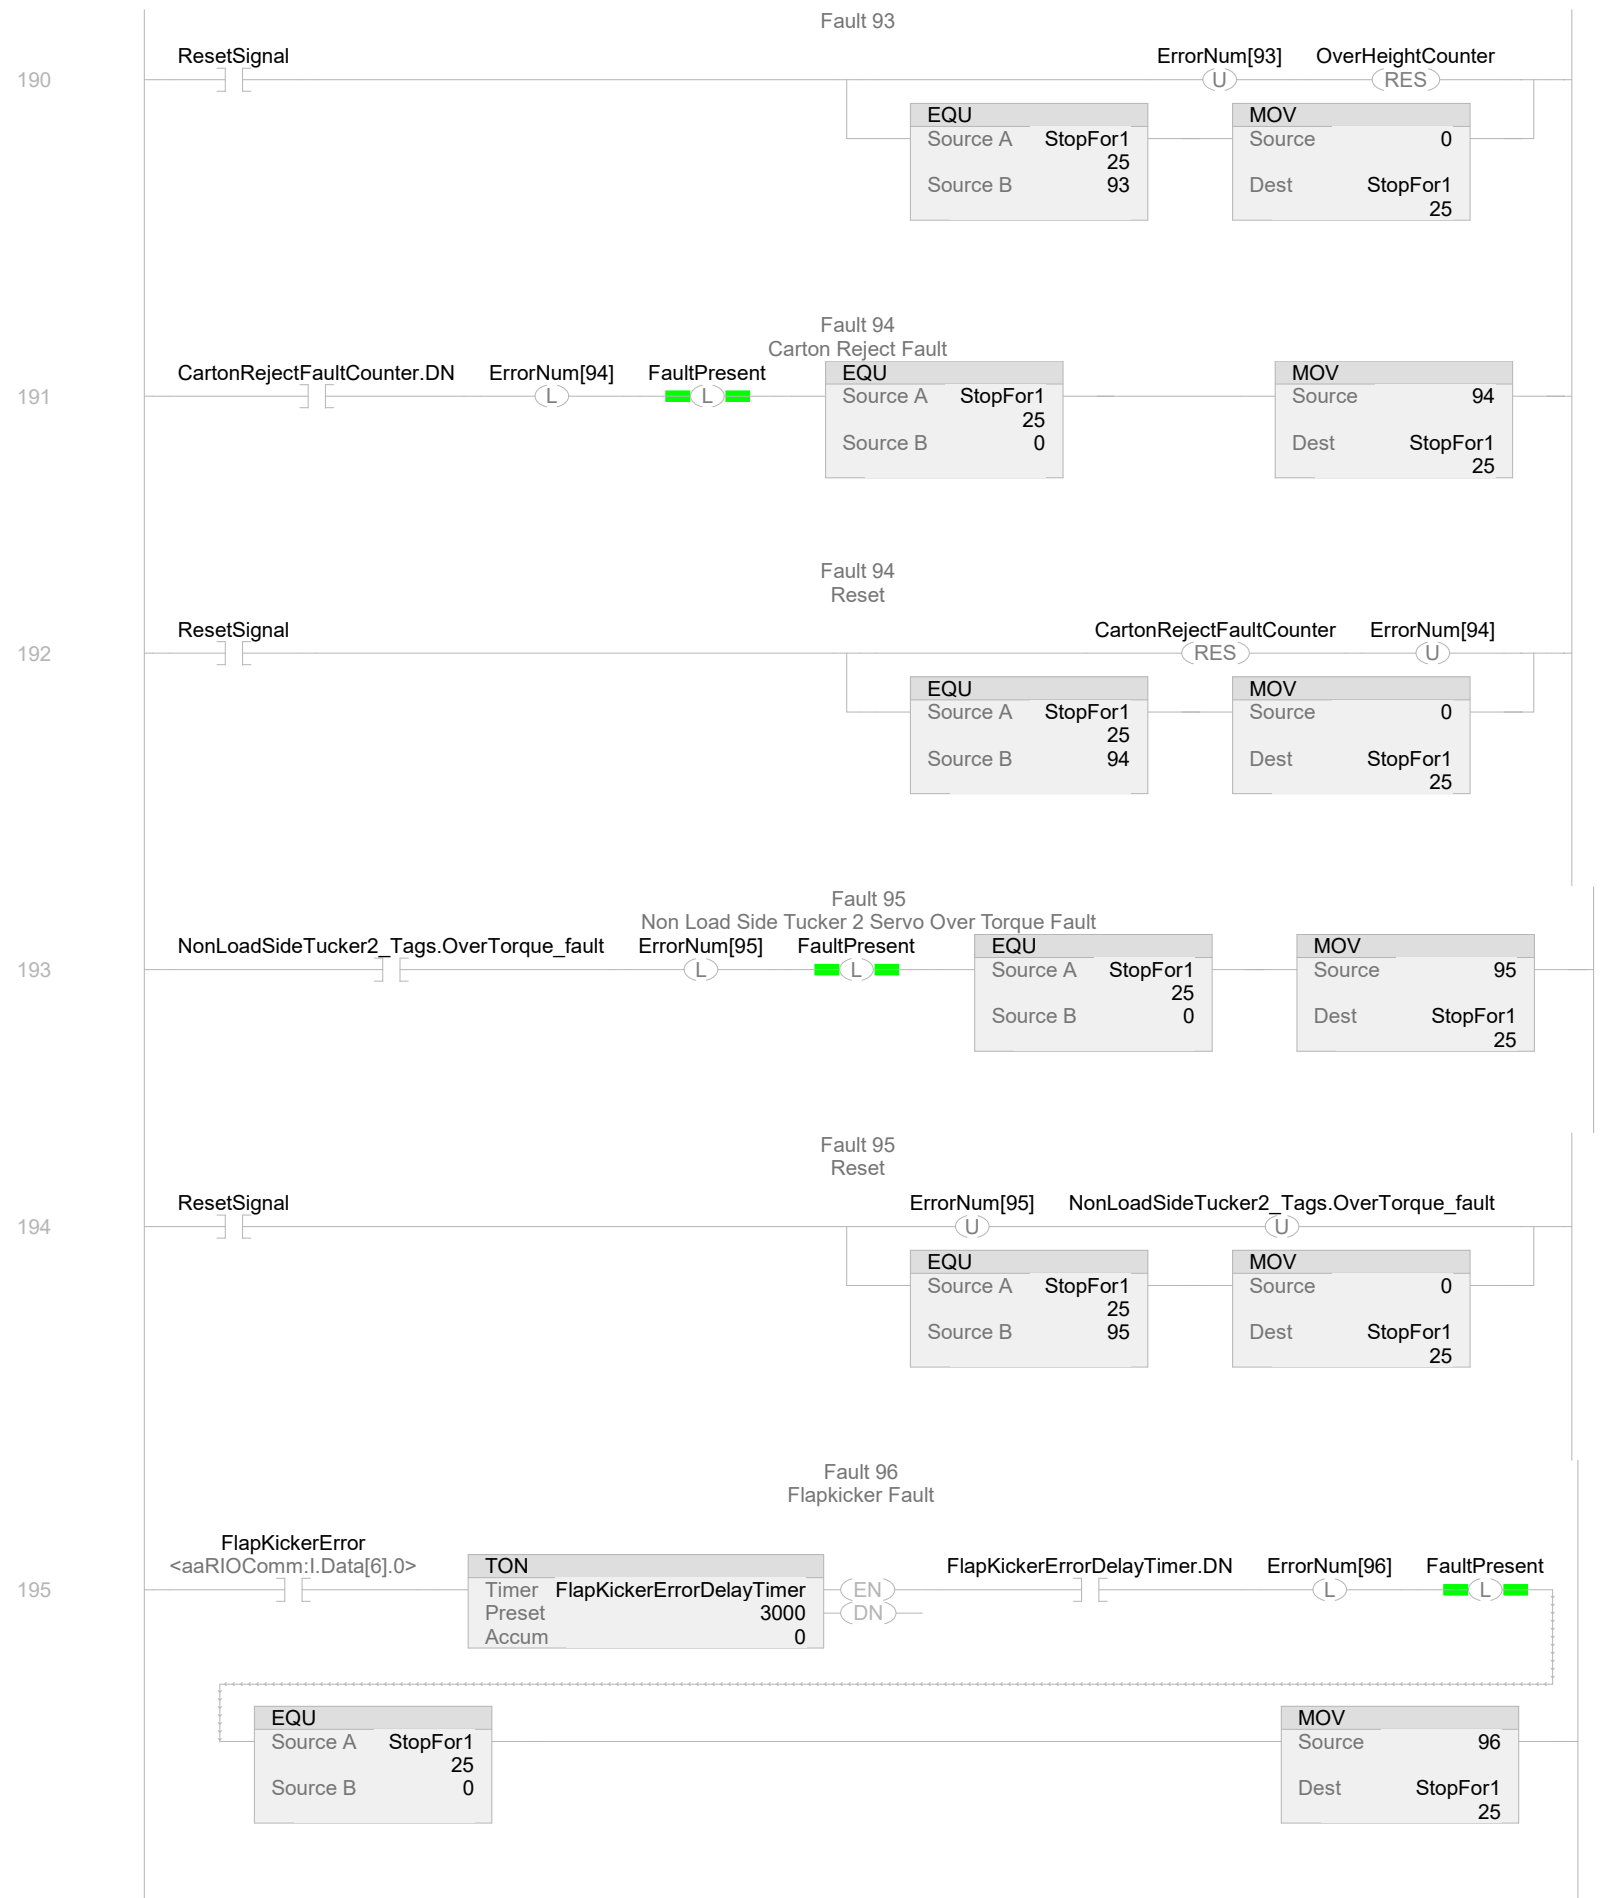 Fault 93
ResetSignal ErrorNum[93] OverHeightCounter
190 U RES
EQU MOV
Source A StopFor1 Source 0
25
Source B 93 Dest StopFor1
25
Fault 94
Carton Reject Fault
CartonRejectFaultCounter.DN ErrorNum[94] FaultPresent EQU MOV
191 L L Source A StopFor1 Source 94
25
Source B 0 Dest StopFor1
25
Fault 94
Reset
ResetSignal CartonRejectFaultCounter ErrorNum[94]
192 RES U
EQU MOV
Source A StopFor1 Source 0
25
Source B 94 Dest StopFor1
25
Fault 95
Non Load Side Tucker 2 Servo Over Torque Fault
NonLoadSideTucker2_Tags.OverTorque_fault ErrorNum[95] FaultPresent EQU MOV
193 L L Source A StopFor1 Source 95
25
Source B 0 Dest StopFor1
25
Fault 95
Reset
ResetSignal ErrorNum[95] NonLoadSideTucker2_Tags.OverTorque_fault
194 U U
EQU MOV
Source A StopFor1 Source 0
25
Source B 95 Dest StopFor1
25
Fault 96
Flapkicker Fault
FlapKickerError
<aaRIOComm:I.Data[6].0> TON FlapKickerErrorDelayTimer.DN ErrorNum[96] FaultPresent
195 Timer FlapKickerErrorDelayTimer EN L L
Preset 3000 DN
Accum 0
EQU MOV
Source A StopFor1 Source 96
25
Source B 0 Dest StopFor1
25